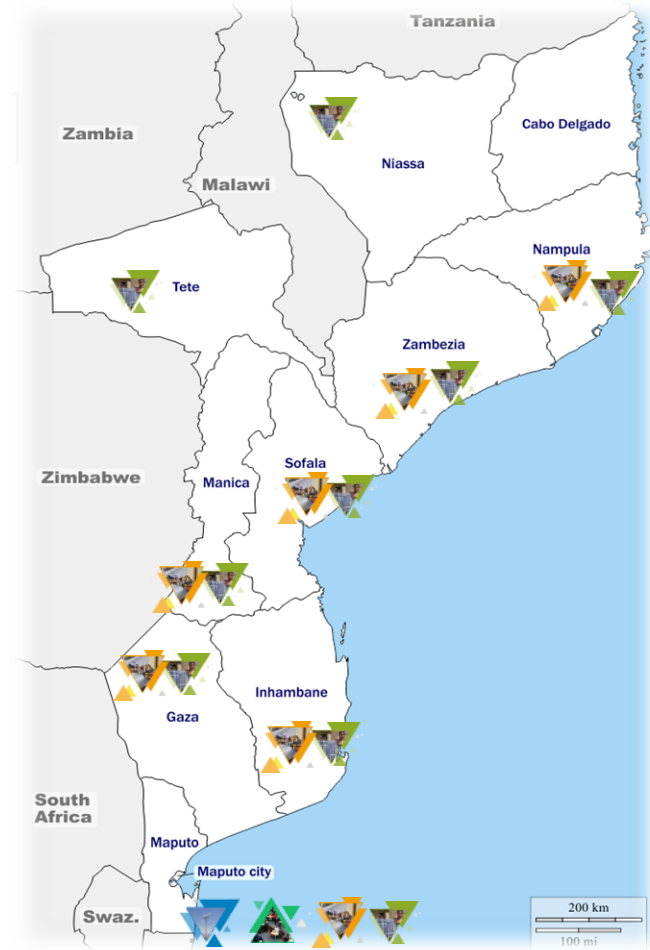 Tanzania
Cabo Delgado
Zambia
Niassa
Malawi
Nampula
Tete
Zambezia
Sofala
Zimbabwe
Manica
Inhambane
Gaza
South
Africa
Maputo
Maputo city
Swaz.
200 km
100 mi